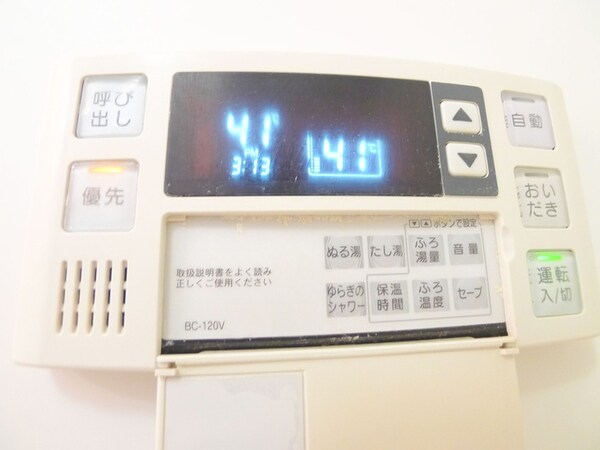 呼び
出し
優先
41
PM
3:13
41℃
自動
おい
だき
運転
入/切
▼▲ボタンで設定
ぬる湯
たし湯
ふろ
湯量
音量
ゆらぎの
シャワー
保温
時間
ふろ
温度
セーブ
取扱説明書をよく読み
正しくご使用ください
BC-120V